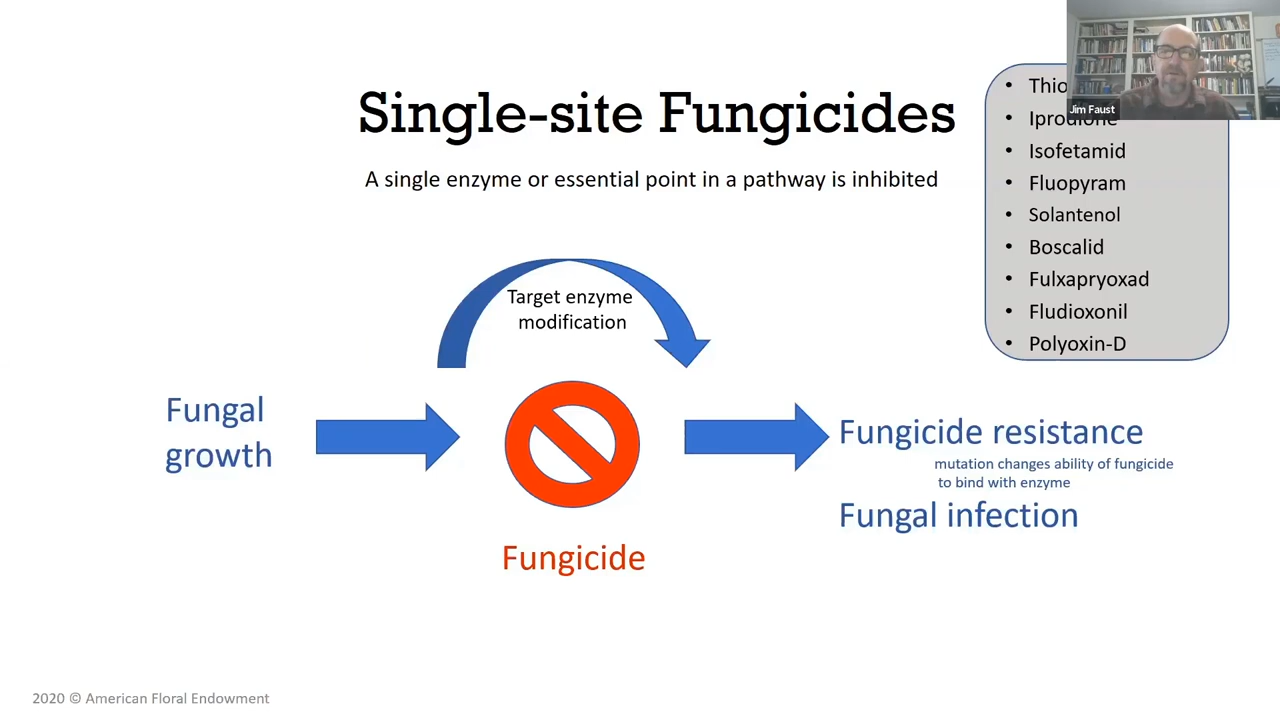 Single-site Fungicides
A single enzyme or essential point in a pathway is inhibited
Jim Faust
• Iprodione
• Isofetamid
• Fluopyram
• Solantenol
• Boscalid
• Fulxapryoxad
• Fludioxonil
• Polyoxin-D
Target enzyme
modification
Fungal
growth
Fungicide
Fungicide resistance
mutation changes ability of fungicide
to bind with enzyme
Fungal infection
2020 © American Floral Endowment